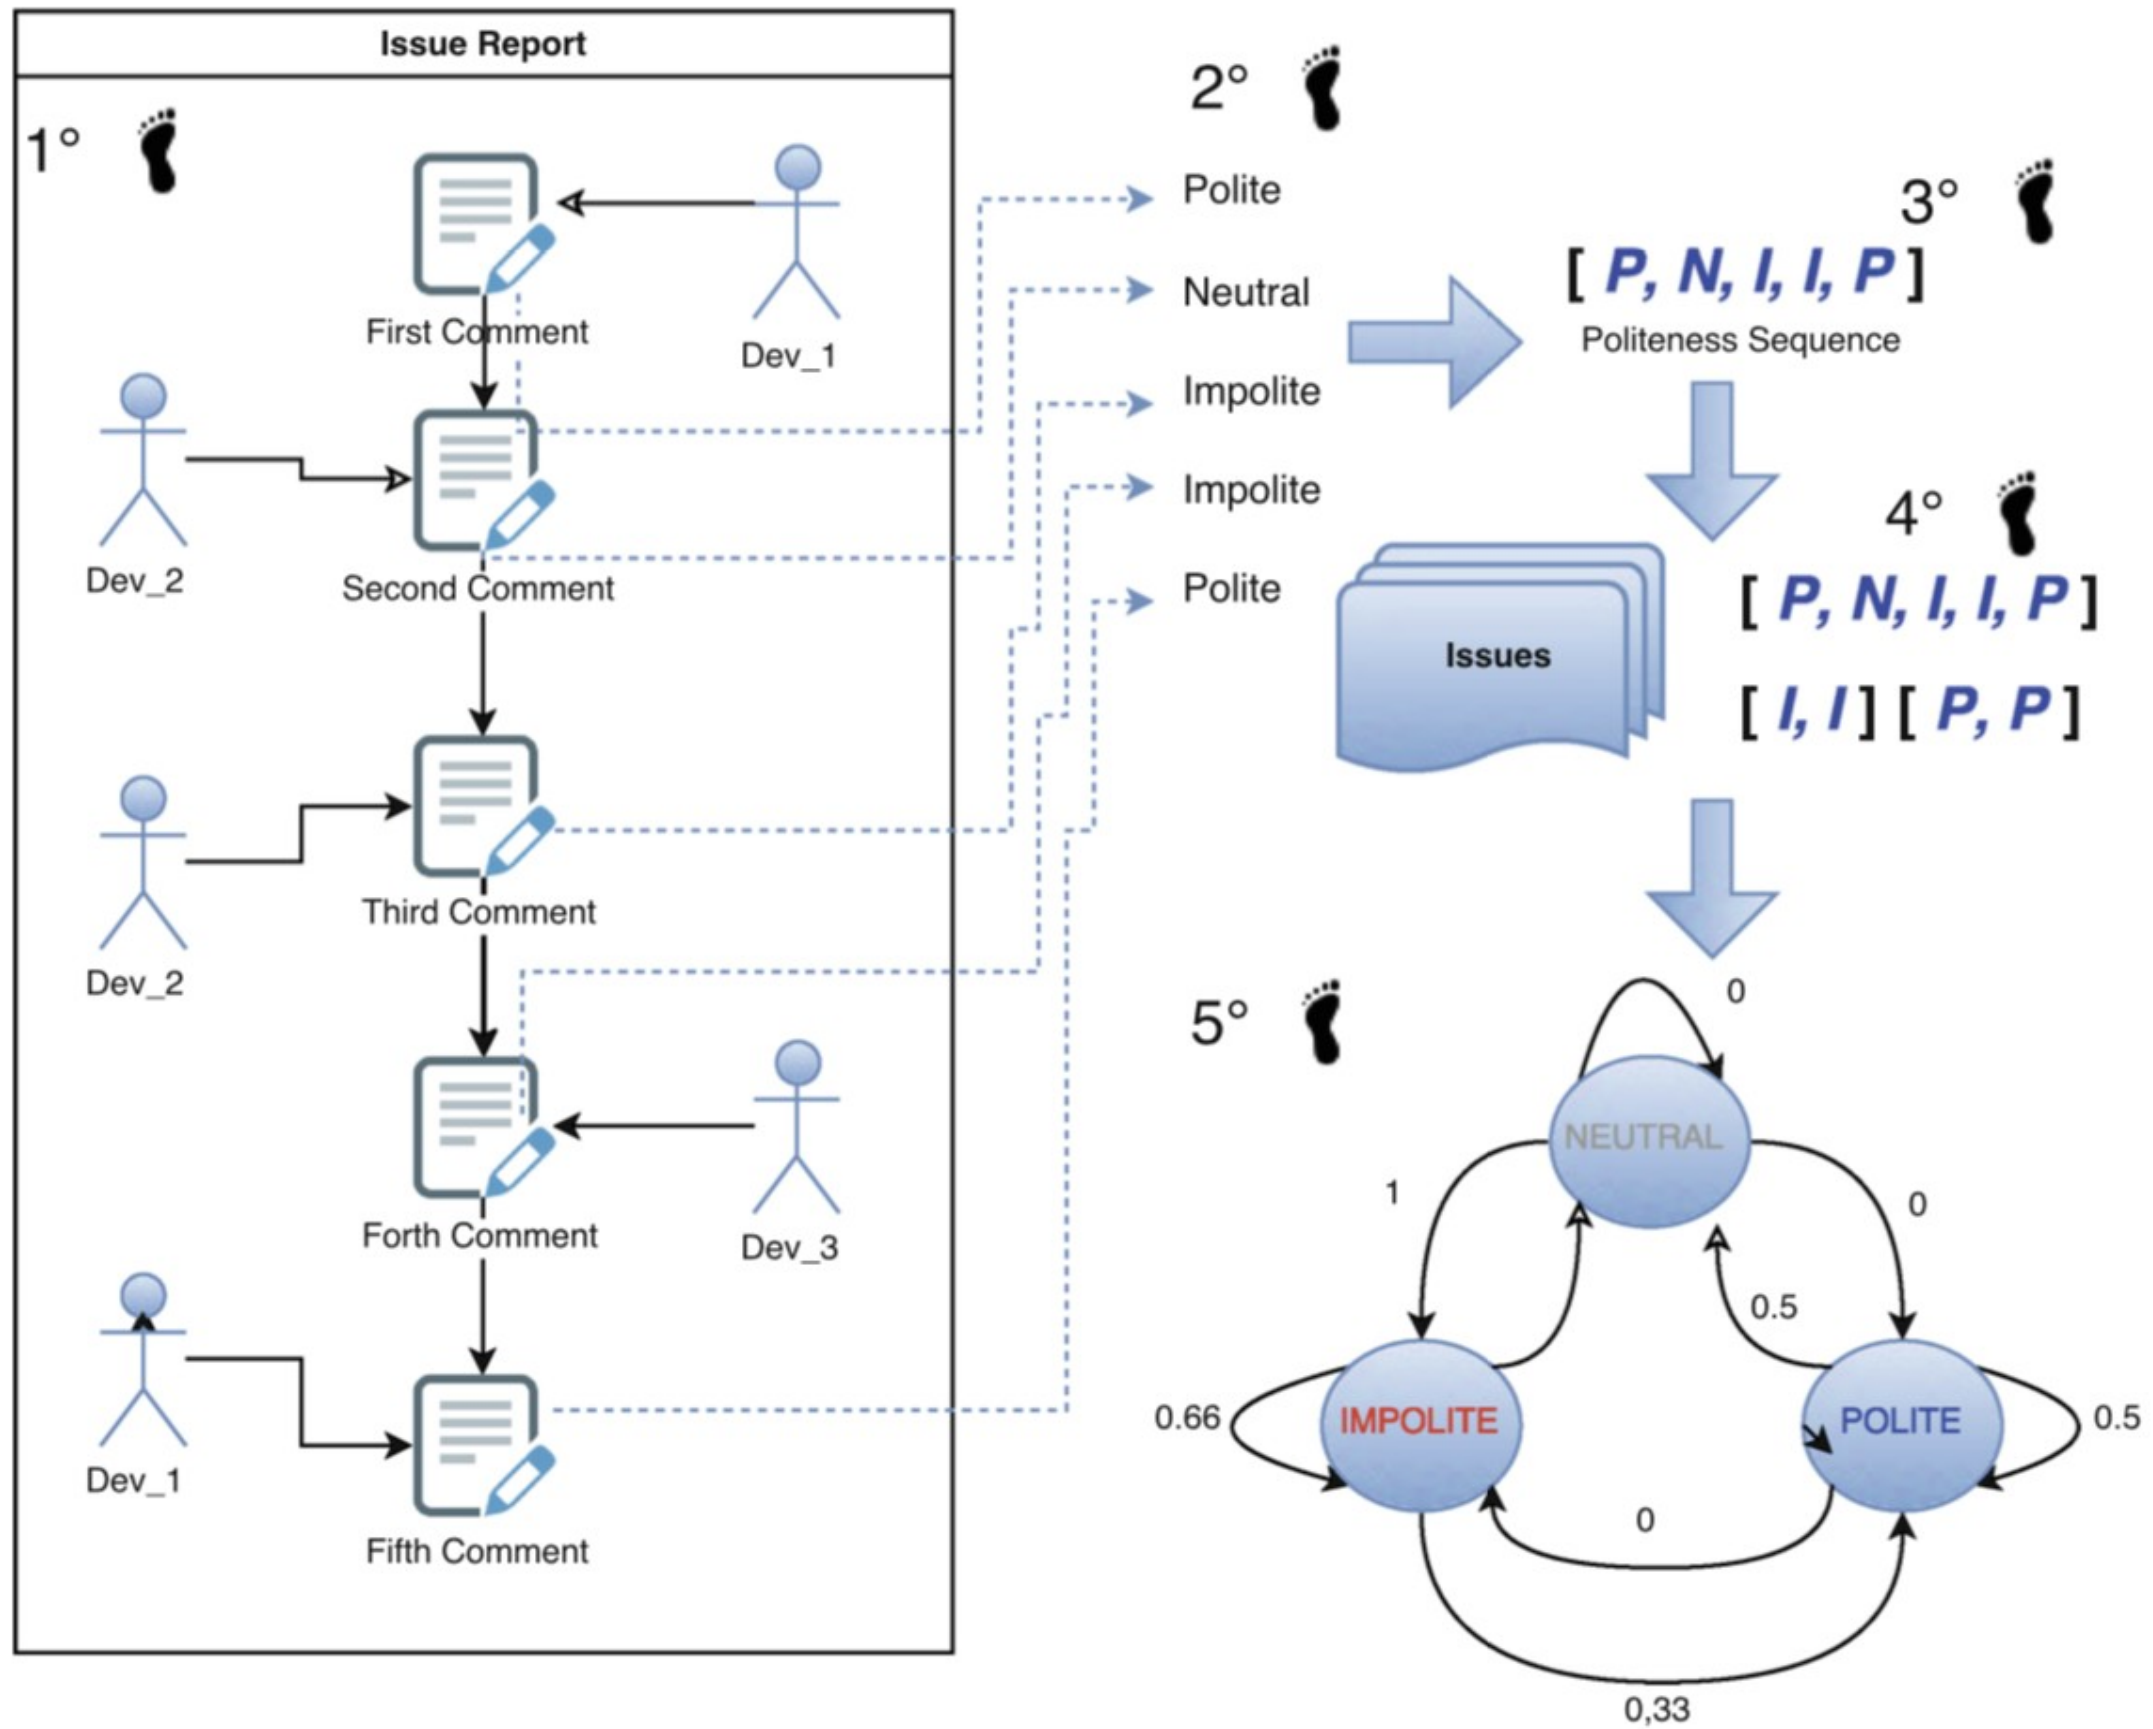 Issue Report
1°
First Comment
Dev_1
Dev_2
Second Comment
Dev_2
Third Comment
Forth Comment
Dev_3
Dev_1
Fifth Comment
2°
Polite
Neutral
Impolite
Impolite
Polite
3°
[ P, N, I, I, P ]
Politeness Sequence
4°
Issues
[ P, N, I, I, P ]
[ I, I ] [ P, P ]
5°
0
NEUTRAL
1
0
0.5
0.66
IMPOLITE
POLITE
0.5
0
0,33